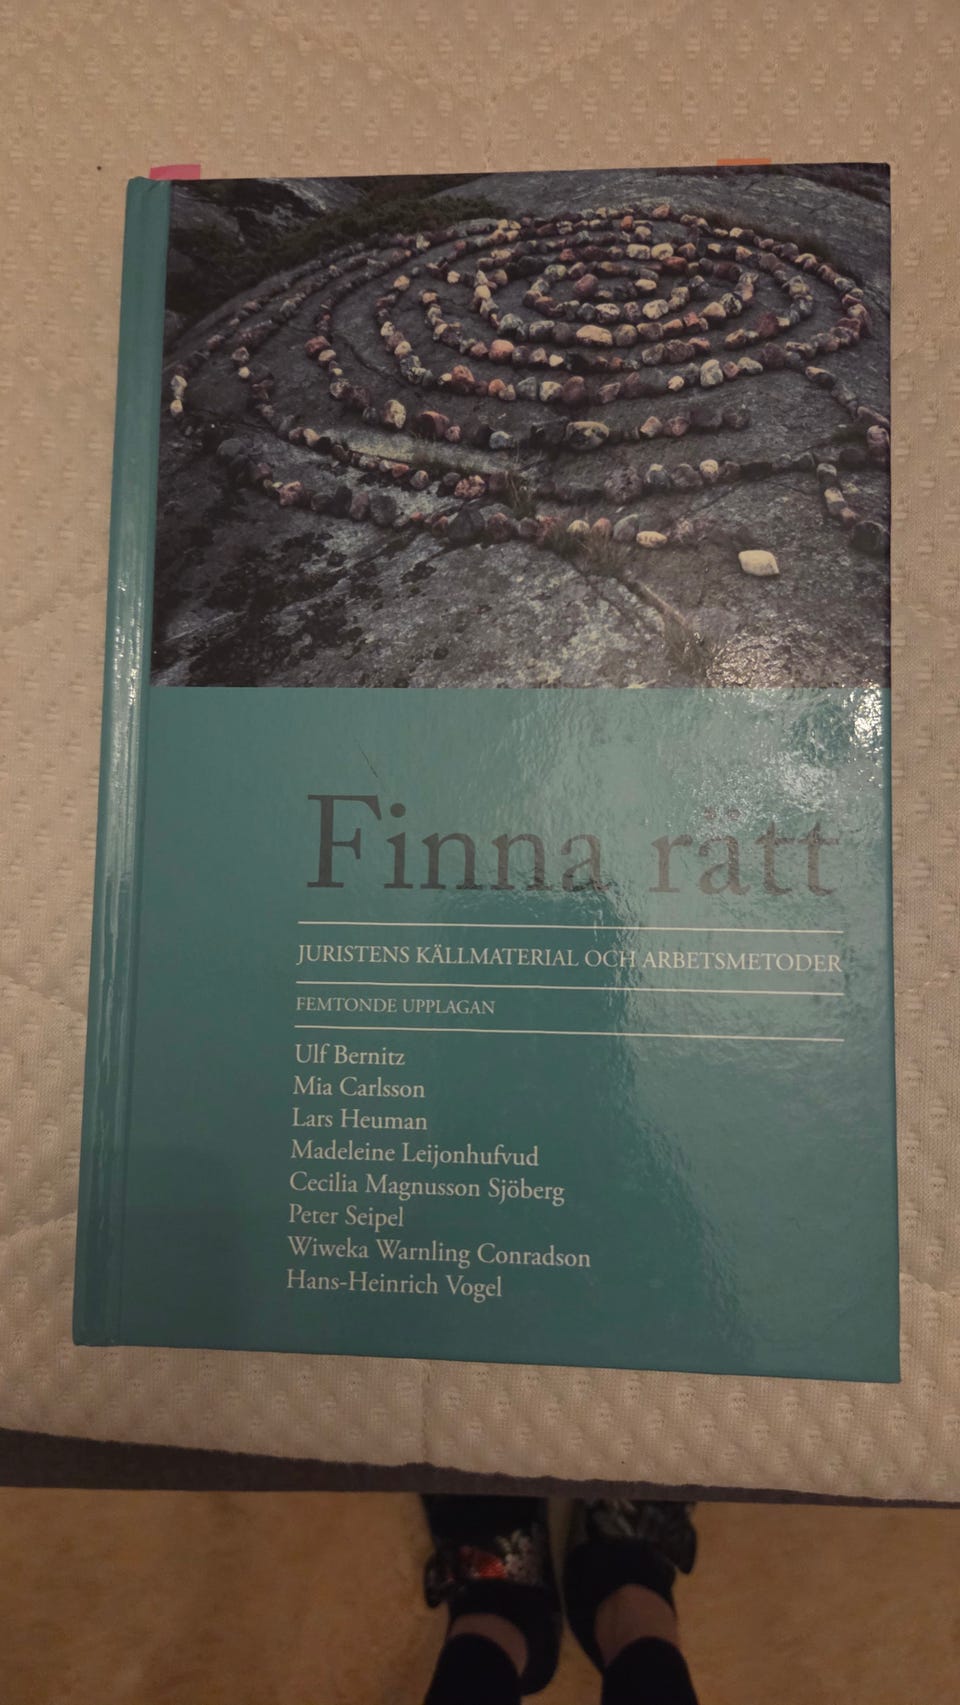 Finna rätt
JURISTENS KÄLLMATERIAL OCH ARBETSMETODER
FEMTONDE UPPLAGAN
Ulf Bernitz
Mia Carlsson
Lars Heuman
Madeleine Leijonhufvud
Cecilia Magnusson Sjöberg
Peter Seipel
Wiweka Warnling Conradson
Hans-Heinrich Vogel